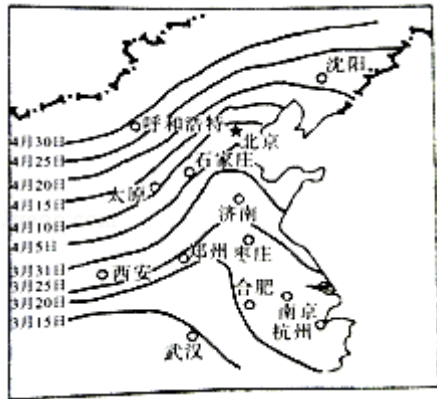 沈阳
呼和浩特
北京
4月30日
4月25日
石家庄
4月20日
太原
4月15日
济南
4月10日
4月5日
郑州 枣庄
3月31日
西安
3月25日
合肥
3月20日
南京
3月15日
杭州
武汉